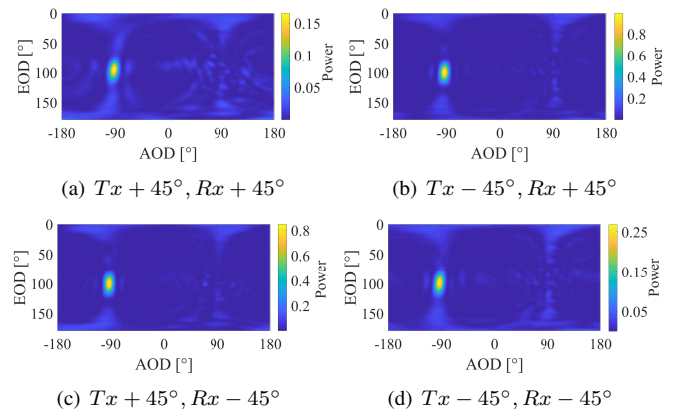 0
50
100
150
EOD [°]
-180 -90 0 90 180
AOD [°]
0.15
0.1
0.05
Power
(a) Tx + 45°, Rx + 45°
0
50
100
150
EOD [°]
-180 -90 0 90 180
AOD [°]
0.8
0.6
0.4
0.2
Power
(b) Tx − 45°, Rx + 45°
0
50
100
150
EOD [°]
-180 -90 0 90 180
AOD [°]
0.8
0.6
0.4
0.2
Power
(c) Tx + 45°, Rx − 45°
0
50
100
150
EOD [°]
-180 -90 0 90 180
AOD [°]
0.25
0.15
0.05
Power
(d) Tx − 45°, Rx − 45°